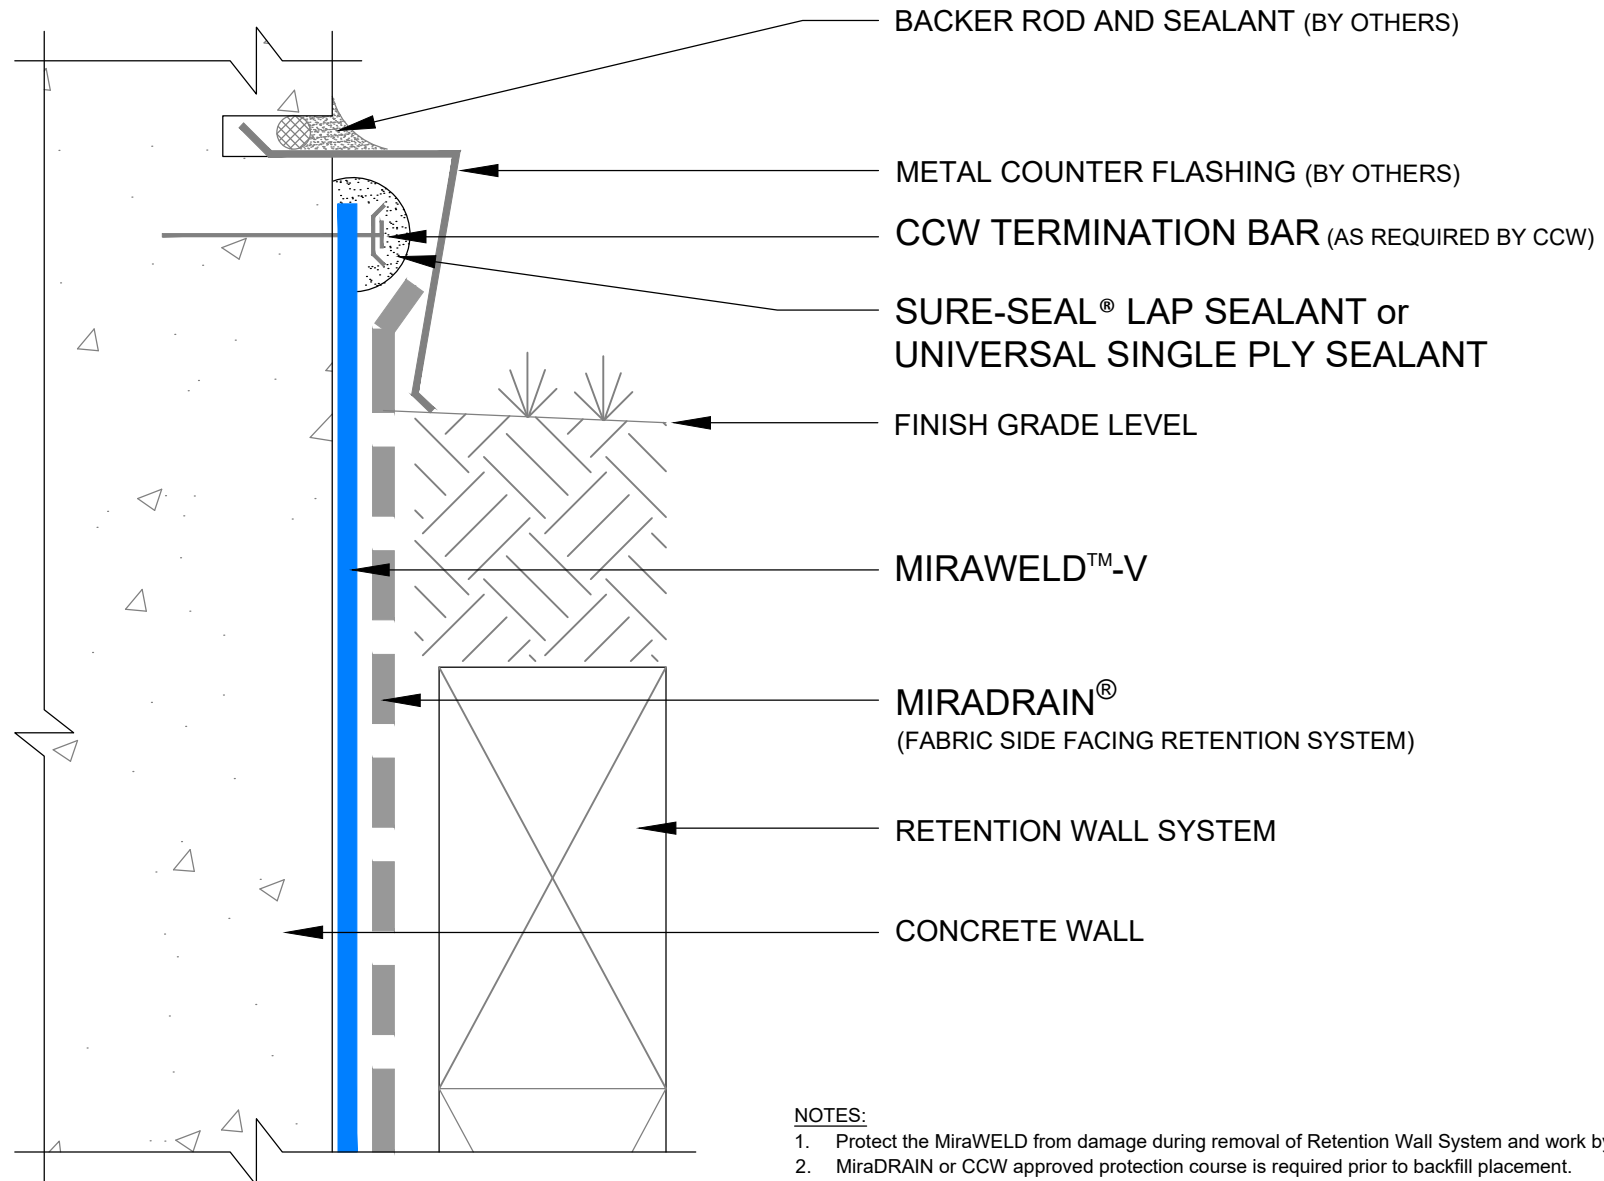 BACKER ROD AND SEALANT (BY OTHERS)
METAL COUNTER FLASHING (BY OTHERS)
CCW TERMINATION BAR (AS REQUIRED BY CCW)
SURE-SEAL® LAP SEALANT or
UNIVERSAL SINGLE PLY SEALANT
FINISH GRADE LEVEL
MIRAWELD™-V
MIRADRAIN®
(FABRIC SIDE FACING RETENTION SYSTEM)
RETENTION WALL SYSTEM
CONCRETE WALL
NOTES:
1. Protect the MiraWELD from damage during removal of Retention Wall System and work by
2. MiraDRAIN or CCW approved protection course is required prior to backfill placement.